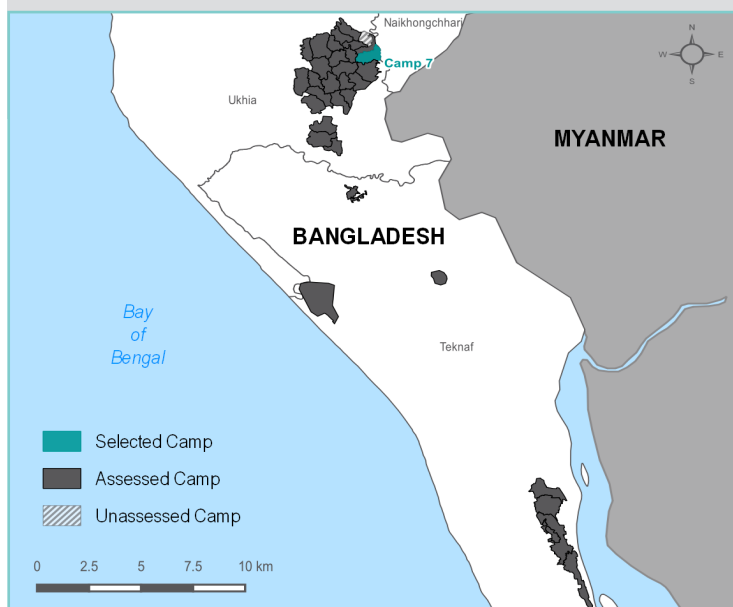 Naikhongchhari
N
W E
S
Camp 7
Ukhia
MYANMAR
BANGLADESH
Bay
of
Bengal
Teknaf
Selected Camp
Assessed Camp
Unassessed Camp
0 2.5 5 7.5 10 km